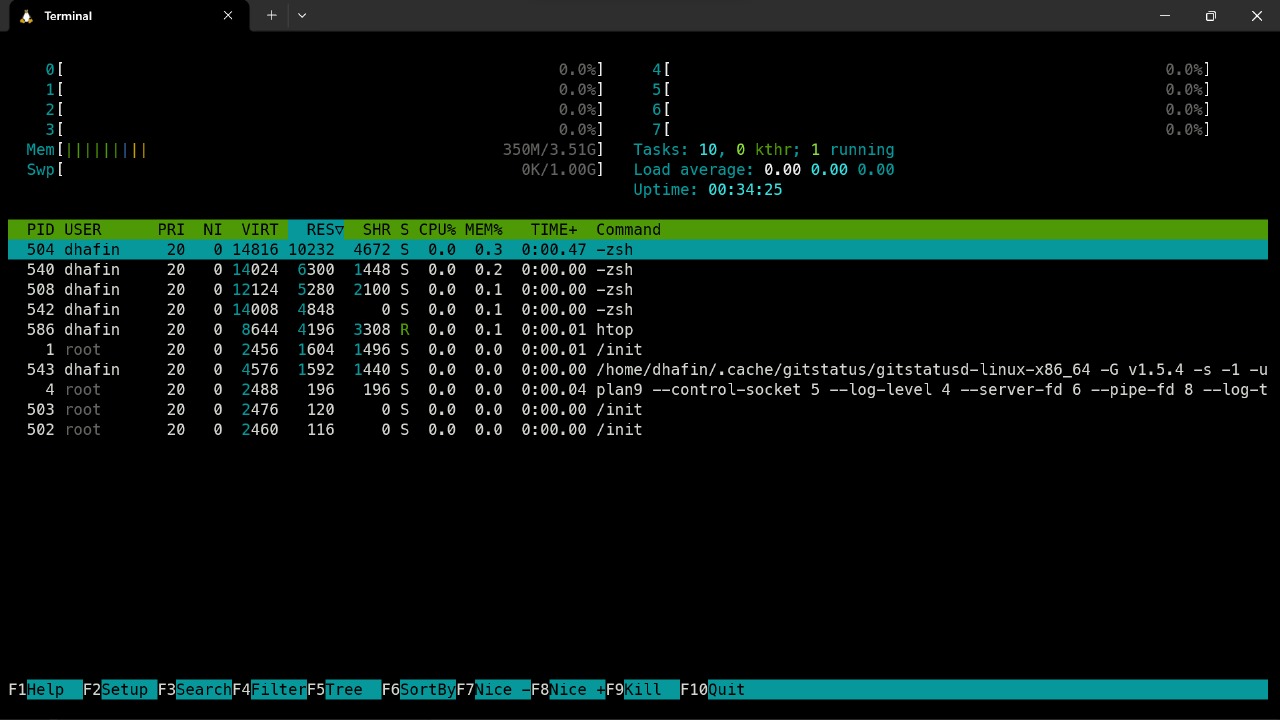 Terminal
0[ 0.0%] 4[ 0.0%]
1[ 0.0%] 5[ 0.0%]
2[ 0.0%] 6[ 0.0%]
3[ 0.0%] 7[ 0.0%]
Mem[||||||||| 350M/3.51G] Tasks: 10, 0 kthr; 1 running
Swp[ 0K/1.00G] Load average: 0.00 0.00 0.00
Uptime: 00:34:25
PID USER PRI NI VIRT RES▽ SHR S CPU% MEM% TIME+ Command
504 dhafin 20 0 14816 10232 4672 S 0.0 0.3 0:00.47 -zsh
540 dhafin 20 0 14024 6300 1448 S 0.0 0.2 0:00.00 -zsh
508 dhafin 20 0 12124 5280 2100 S 0.0 0.1 0:00.00 -zsh
542 dhafin 20 0 14008 4848 0 S 0.0 0.1 0:00.00 -zsh
586 dhafin 20 0 8644 4196 3308 R 0.0 0.1 0:00.01 htop
1 root 20 0 2456 1604 1496 S 0.0 0.0 0:00.01 /init
543 dhafin 20 0 4576 1592 1440 S 0.0 0.0 0:00.00 /home/dhafin/.cache/gitstatus/gitstatusd-linux-x86_64 -G v1.5.4 -s -1 -u
4 root 20 0 2488 196 196 S 0.0 0.0 0:00.04 plan9 --control-socket 5 --log-level 4 --server-fd 6 --pipe-fd 8 --log-t
503 root 20 0 2476 120 0 S 0.0 0.0 0:00.00 /init
502 root 20 0 2460 116 0 S 0.0 0.0 0:00.00 /init
F1Help F2Setup F3SearchF4FilterF5Tree F6SortByF7Nice -F8Nice +F9Kill F10Quit